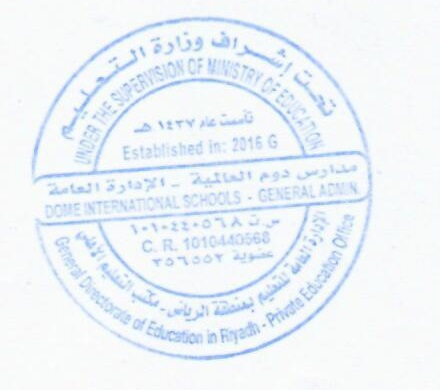 تحت إشراف وزارة التعليم
UNDER THE SUPERVISION OF MINISTRY OF EDUCATION
تأسست عام ١٤٣٧ هـ
Established in: 2016 G
مدارس دوم العالمية - الإدارة العامة
DOME INTERNATIONAL SCHOOLS - GENERAL ADMIN.
س ت ١٠١٠٤٤٠٥٦٨
C. R. 1010440568
عضوية ٣٥٦٥٥٢
الإدارة العامة للتعليم بمنطقة الرياض - مكتب التعليم الأهلي
General Directorate of Education in Riyadh - Private Education Office